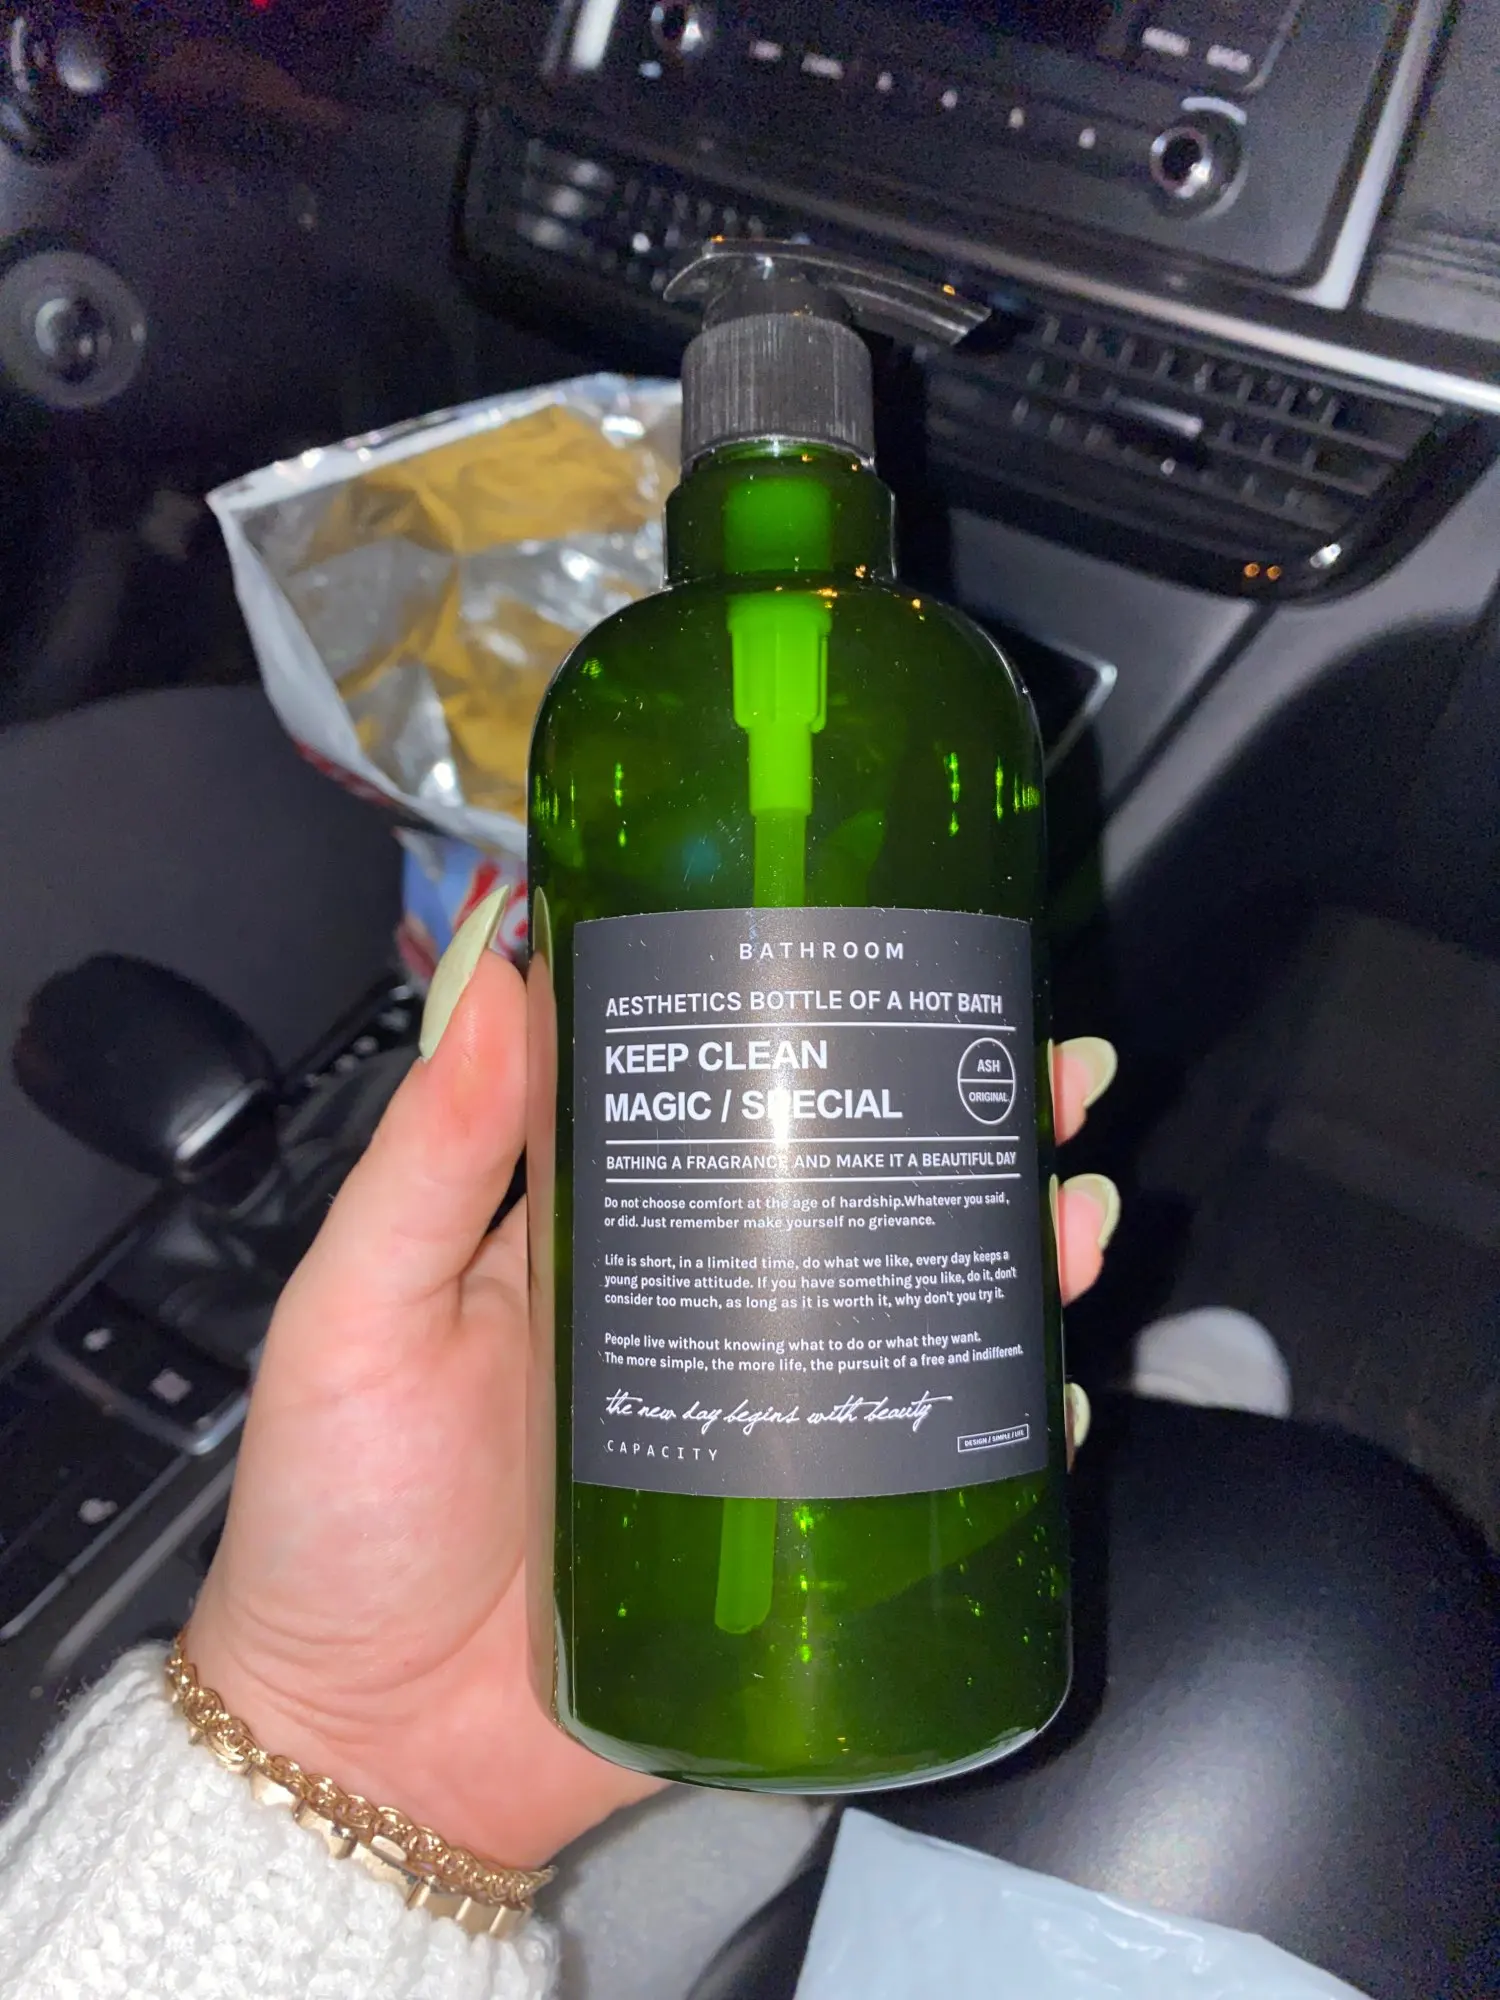 BATHROOM
AESTHETICS BOTTLE OF A HOT BATH
KEEP CLEAN
MAGIC / SPECIAL
ASH
ORIGINAL
BATHING A FRAGRANCE AND MAKE IT A BEAUTIFUL DAY
Do not choose comfort at the age of hardship.Whatever you said,
or did. Just remember make yourself no grievance.
Life is short, in a limited time, do what we like, every day keeps a
young positive attitude. If you have something you like, do it, don't
consider too much, as long as it is worth it, why don't you try it.
People live without knowing what to do or what they want.
The more simple, the more life, the pursuit of a free and indifferent.
the new day begins with beauty
CAPACITY
DESIGN / SIMPLE / LIFE